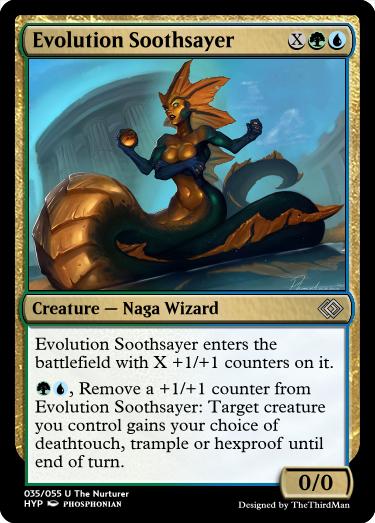 Evolution Soothsayer X
Creature — Naga Wizard
Evolution Soothsayer enters the
battlefield with X +1/+1 counters on it.
, Remove a +1/+1 counter from
Evolution Soothsayer: Target creature
you control gains your choice of
deathtouch, trample or hexproof until
end of turn.
0/0
035/055 U The Nurturer
HYP PHOSPHONIAN
Designed by TheThirdMan